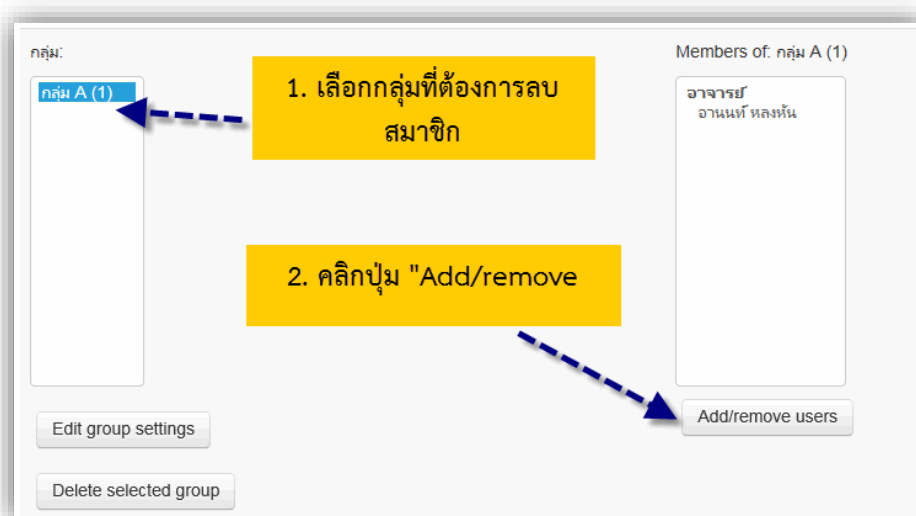 กลุ่ม:
กลุ่ม A (1)
1. เลือกกลุ่มที่ต้องการลบ
สมาชิก
Members of: กลุ่ม A (1)
อาจารย์
อานนท์ หลงหัน
2. คลิกปุ่ม "Add/remove
Add/remove users
Edit group settings
Delete selected group